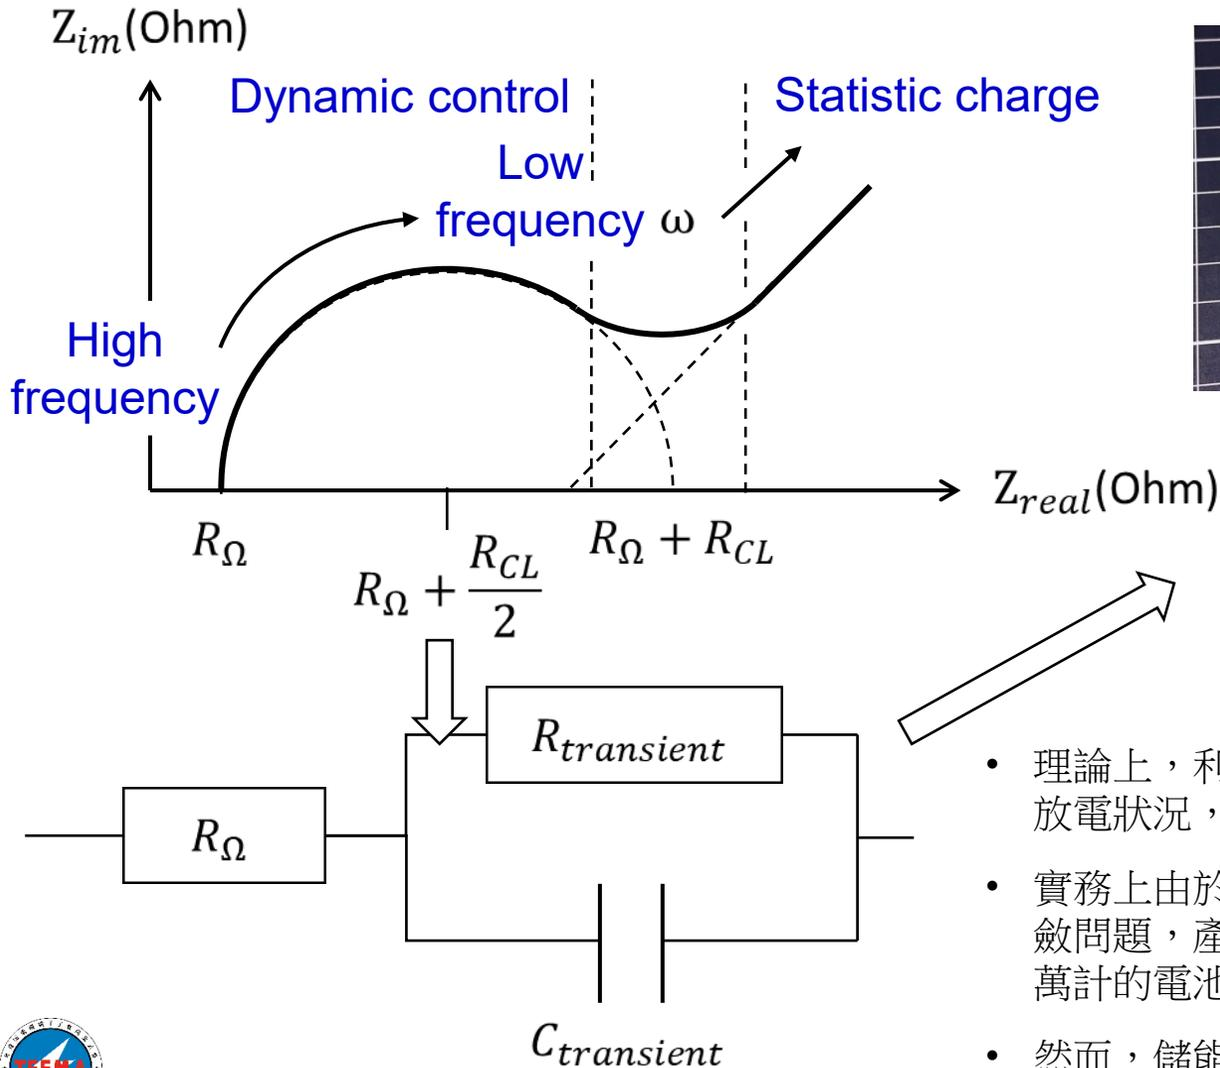 Z_im(Ohm)
Dynamic control
Statistic charge
Low
frequency ω
High
frequency
Z_real(Ohm)
R_Ω
R_Ω + R_CL/2
R_Ω + R_CL
R_transient
R_Ω
C_transient
• 理論上，利
放電狀況，
• 實務上由於
斂問題，產
萬計的電池
• 然而，儲能